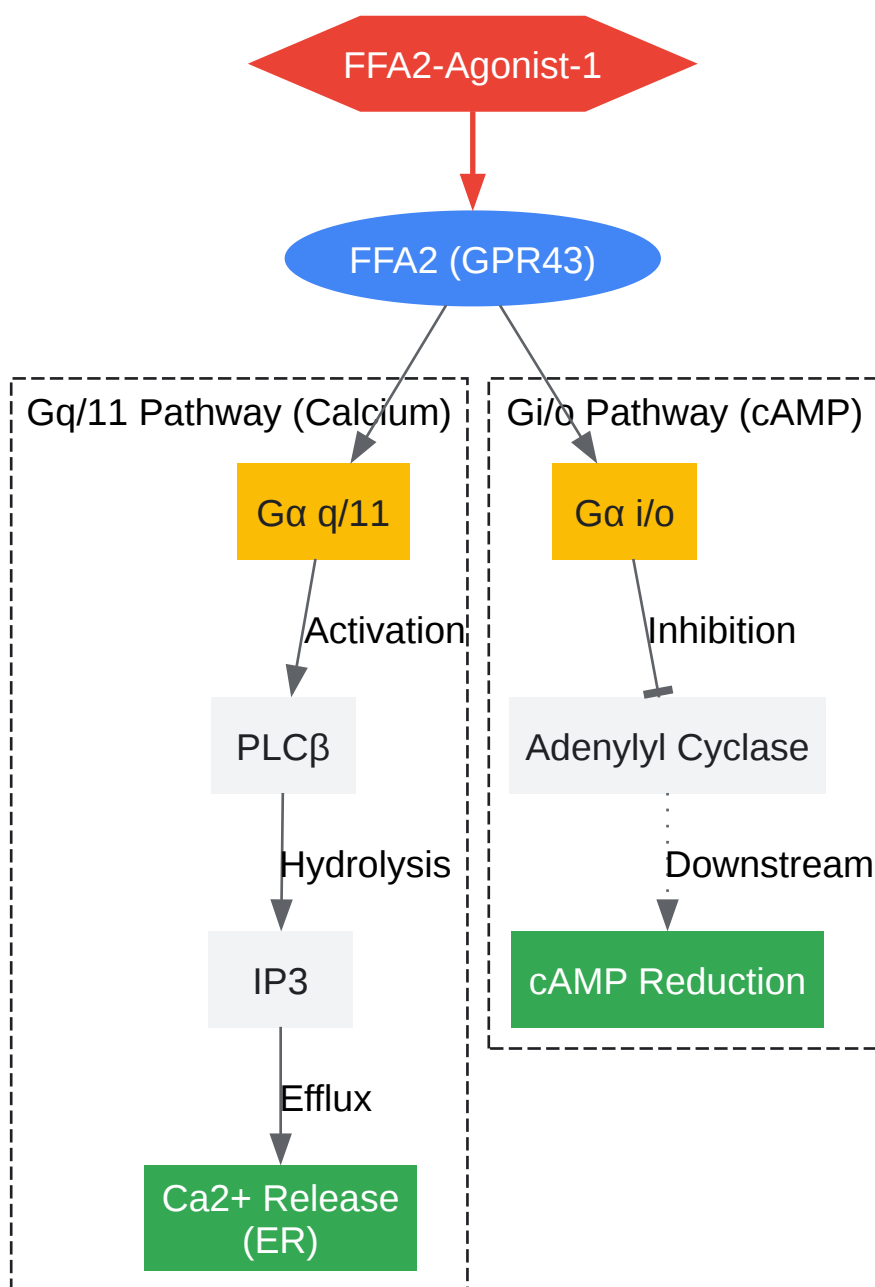 FFA2-Agonist-1
FFA2 (GPR43)
Gq/11 Pathway (Calcium)
Gα q/11
Activation
PLCβ
Hydrolysis
IP3
Efflux
Ca2+ Release
(ER)
Gi/o Pathway (cAMP)
Gα i/o
Inhibition
Adenylyl Cyclase
Downstream
cAMP Reduction